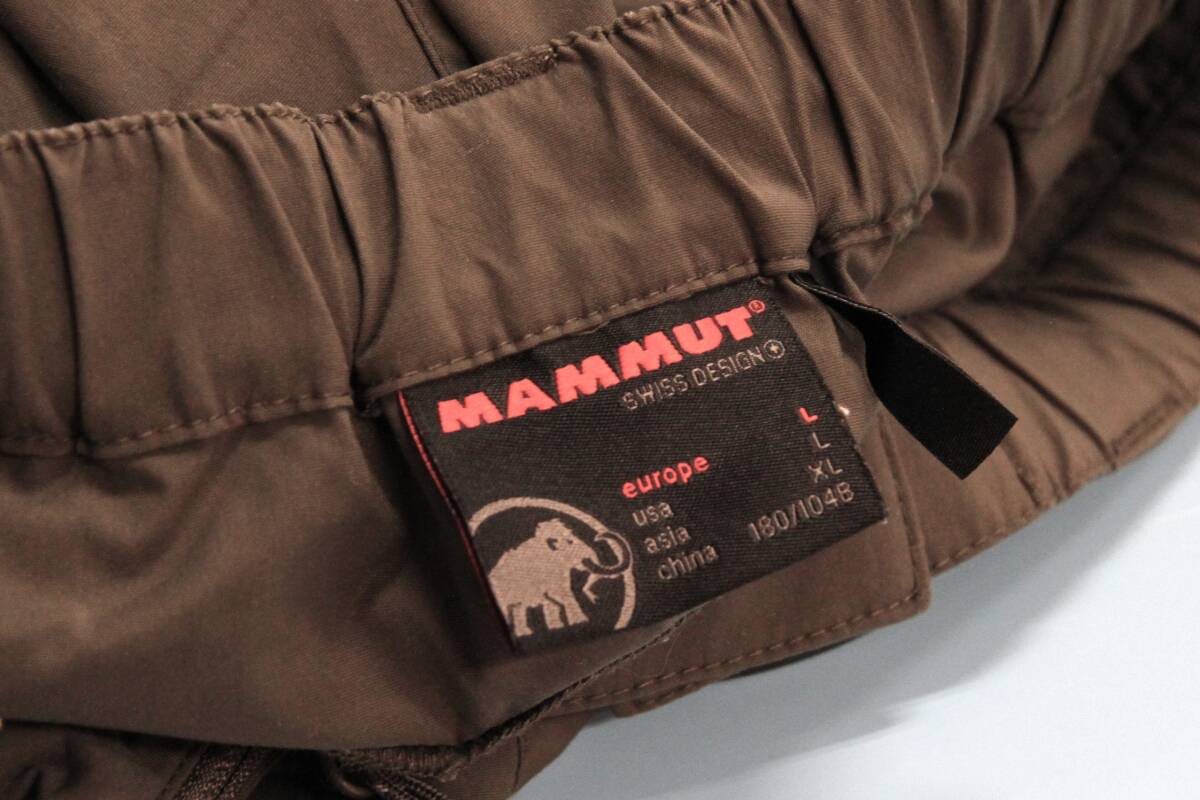 MAMMUT®
SWISS DESIGN
europe L
usa L
asia XL
china 180/104B